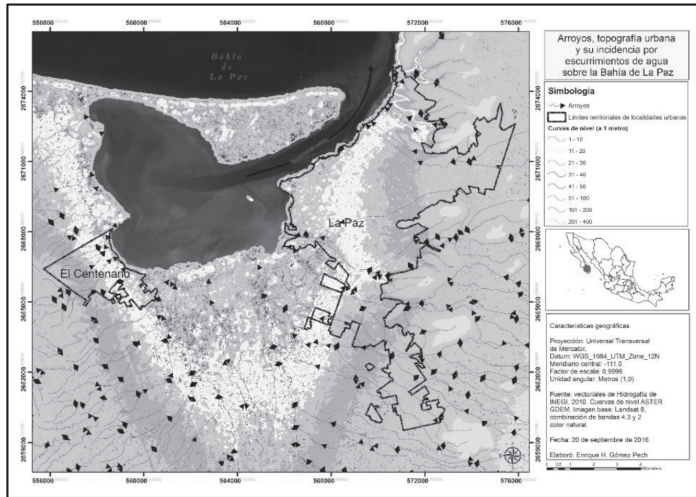 556000
560000
564000
568000
572000
576000
Bahía
de
La Paz
2674000
2671000
2668000
2665000
2662000
2659000
La Paz
El Centenario
Arroyos, topografía urbana
y su incidencia por
escurrimientos de agua
sobre la Bahía de La Paz
Simbología
Arroyos
Límites territoriales de localidades urbanas
Curvas de nivel (a 1 metro)
1 - 10
11 - 20
21 - 30
31 - 40
41 - 50
51 - 100
101 - 200
201 - 400
Características geográficas
Proyección: Universal Transversal
de Mercator.
Datum: WGS_1984_UTM_Zone_12N
Meridiano central: -111,0
Factor de escala: 0,9996
Unidad angular: Metros (1,0)
Fuente: vectoriales de Hidrogafía de
INEGI, 2010. Cuervas de nivel ASTER
GDEM. Imagen base: Landsat 8,
combinación de bandas 4,3 y 2
color natural.
Fecha: 20 de septiembre de 2016.
Elaboró: Enrique H. Gómez Pech
556000
560000
564000
568000
572000
576000